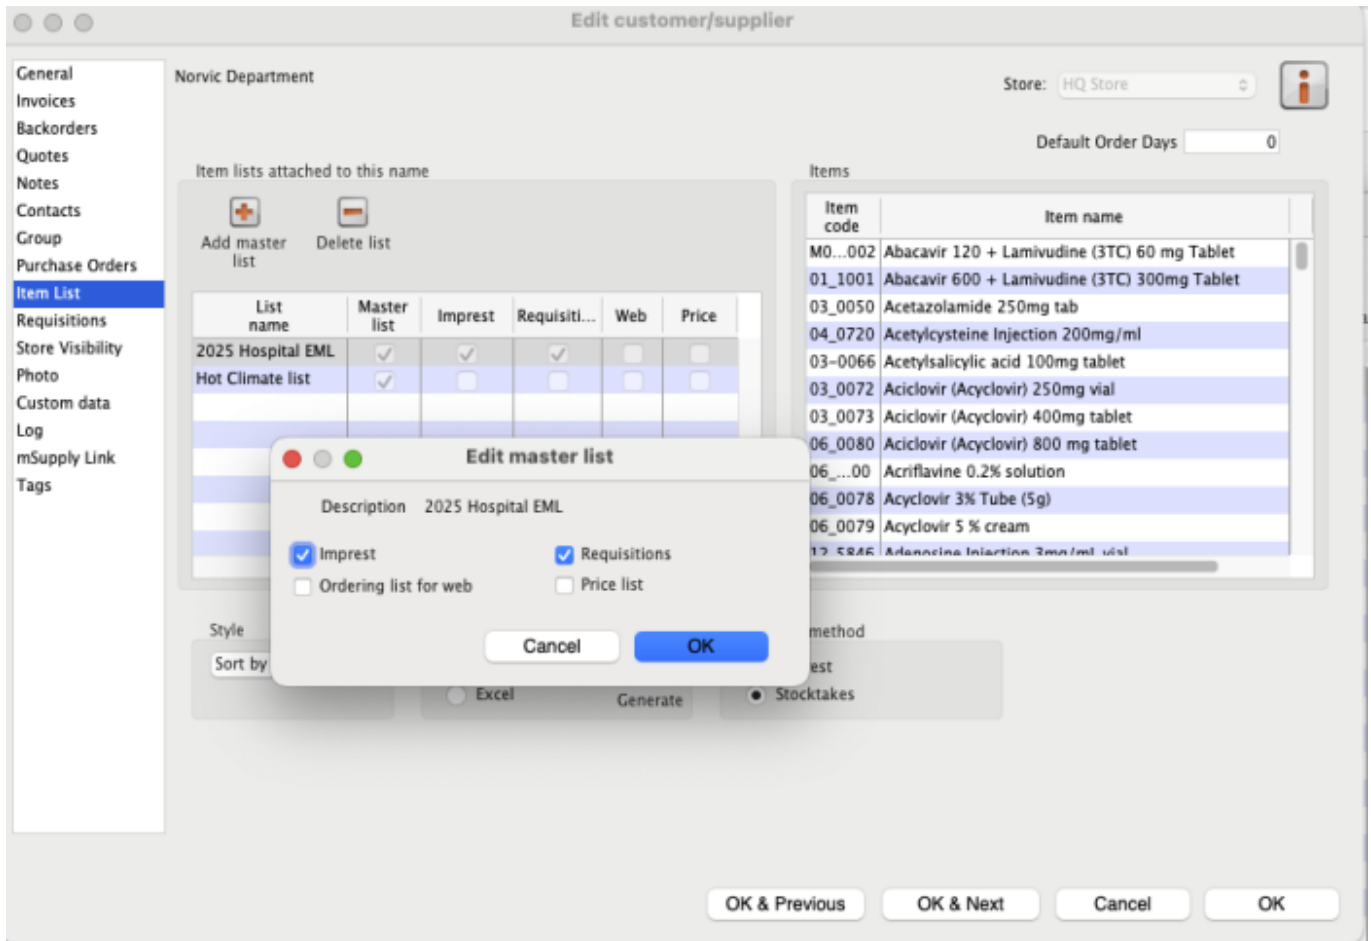 Edit customer/supplier
General
Invoices
Backorders
Quotes
Notes
Contacts
Group
Purchase Orders
Item List
Requisitions
Store Visibility
Photo
Custom data
Log
mSupply Link
Tags
Norvic Department
Store: HQ Store
Default Order Days 0
Item lists attached to this name
Add master list
Delete list
List name Master list Imprest Requisiti... Web Price
2025 Hospital EML
Hot Climate list
Items
Item code Item name
M0...002 Abacavir 120 + Lamivudine (3TC) 60 mg Tablet
01_1001 Abacavir 600 + Lamivudine (3TC) 300mg Tablet
03_0050 Acetazolamide 250mg tab
04_0720 Acetylcysteine Injection 200mg/ml
03-0066 Acetylsalicylic acid 100mg tablet
03_0072 Aciclovir (Acyclovir) 250mg vial
03_0073 Aciclovir (Acyclovir) 400mg tablet
06_0080 Aciclovir (Acyclovir) 800 mg tablet
06_...00 Acriflavine 0.2% solution
06_0078 Acyclovir 3% Tube (5g)
06_0079 Acyclovir 5 % cream
12_5846 Adenosine Injection 3mg/ml, vial
Edit master list
Description 2025 Hospital EML
Imprest Requisitions
Ordering list for web Price list
Cancel OK
Style
Sort by
Excel
Generate
method
est
Stocktakes
OK & Previous OK & Next Cancel OK